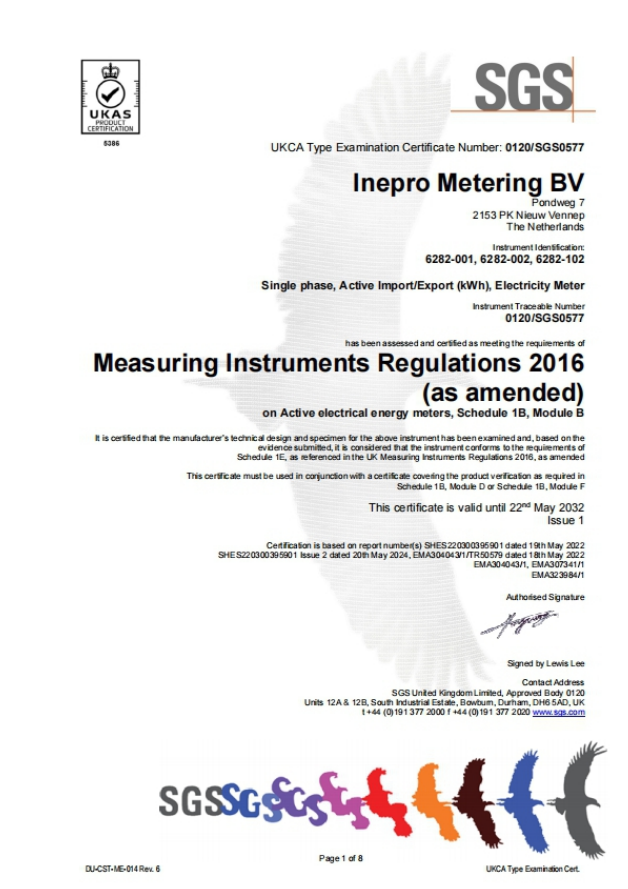 UKAS
PRODUCT
CERTIFICATION
5386
SGS
UKCA Type Examination Certificate Number: 0120/SGS0577
Inepro Metering BV
Pondweg 7
2153 PK Nieuw Vennep
The Netherlands
Instrument Identification:
6282-001, 6282-002, 6282-102
Single phase, Active Import/Export (kWh), Electricity Meter
Instrument Traceable Number
0120/SGS0577
has been assessed and certified as meeting the requirements of
Measuring Instruments Regulations 2016
(as amended)
on Active electrical energy meters, Schedule 1B, Module B
It is certified that the manufacturer's technical design and specimen for the above instrument has been examined and, based on the
evidence submitted, it is considered that the instrument conforms to the requirements of
Schedule 1E, as referenced in the UK Measuring Instruments Regulations 2016, as amended
This certificate must be used in conjunction with a certificate covering the product verification as required in
Schedule 1B, Module D or Schedule 1B, Module F
This certificate is valid until 22nd May 2032
Issue 1
Certification is based on report number(s) SHES220300395901 dated 19th May 2022
SHES220300395901 Issue 2 dated 20th May 2024, EMA304043/1/TR50579 dated 18th May 2022
EMA304043/1, EMA307341/1
EMA323984/1
Authorised Signature
Signed by Lewis Lee
Contact Address
SGS United Kingdom Limited, Approved Body 0120
Units 12A & 12B, South Industrial Estate, Bowburn, Durham, DH6 5AD, UK
t +44 (0)191 377 2000 f +44 (0)191 377 2020 www.sgs.com
SGSSGSSGSSGS
Page 1 of 8
DU-CST-ME-014 Rev. 6
UKCA Type Examination Cert.